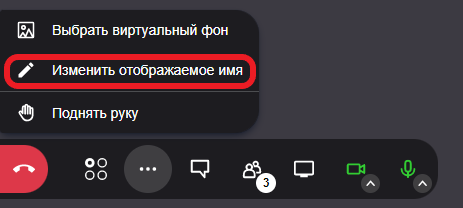 Выбрать виртуальный фон
Изменить отображаемое имя
Поднять руку
3